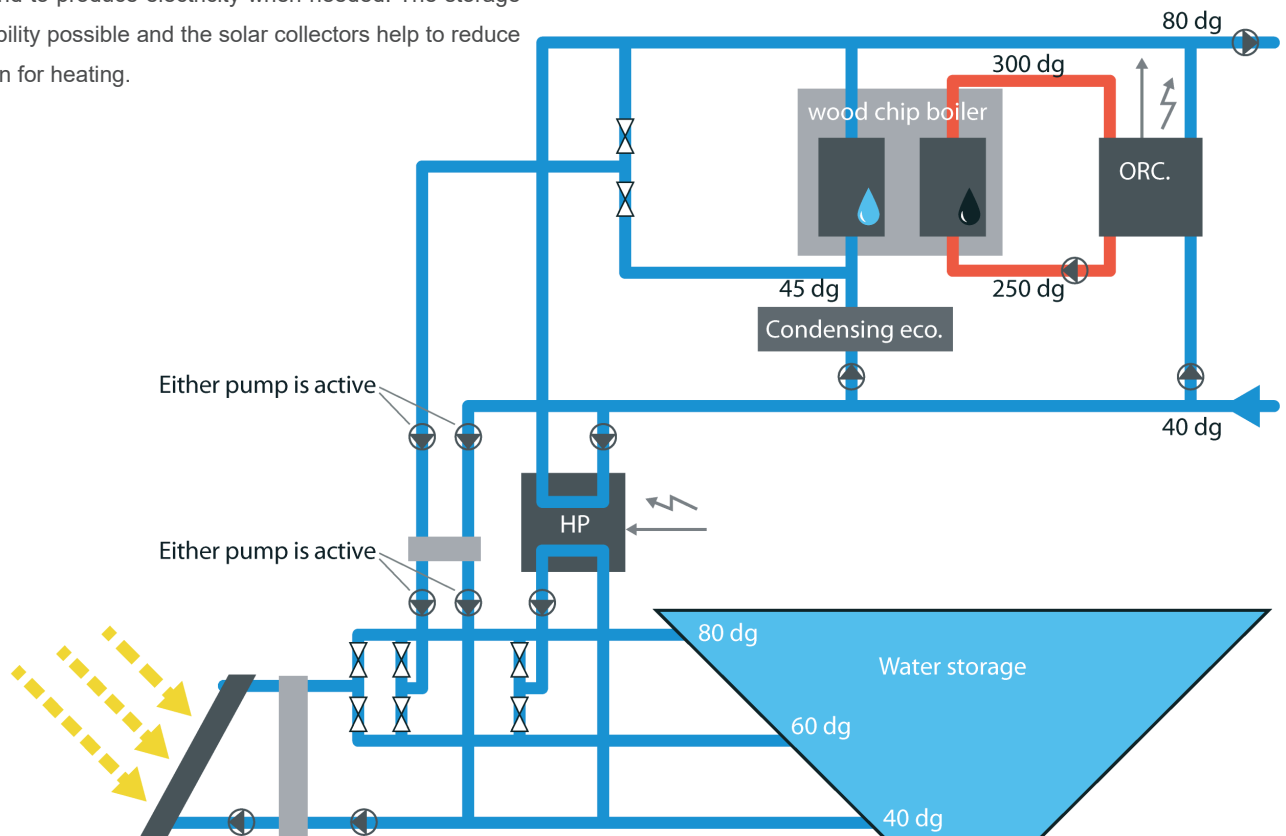 and to produce electricity when needed. The storage
bility possible and the solar collectors help to reduce
n for heating.
80 dg
300 dg
wood chip boiler
ORC.
45 dg
250 dg
Condensing eco.
Either pump is active
40 dg
HP
Either pump is active
80 dg
Water storage
60 dg
40 dg